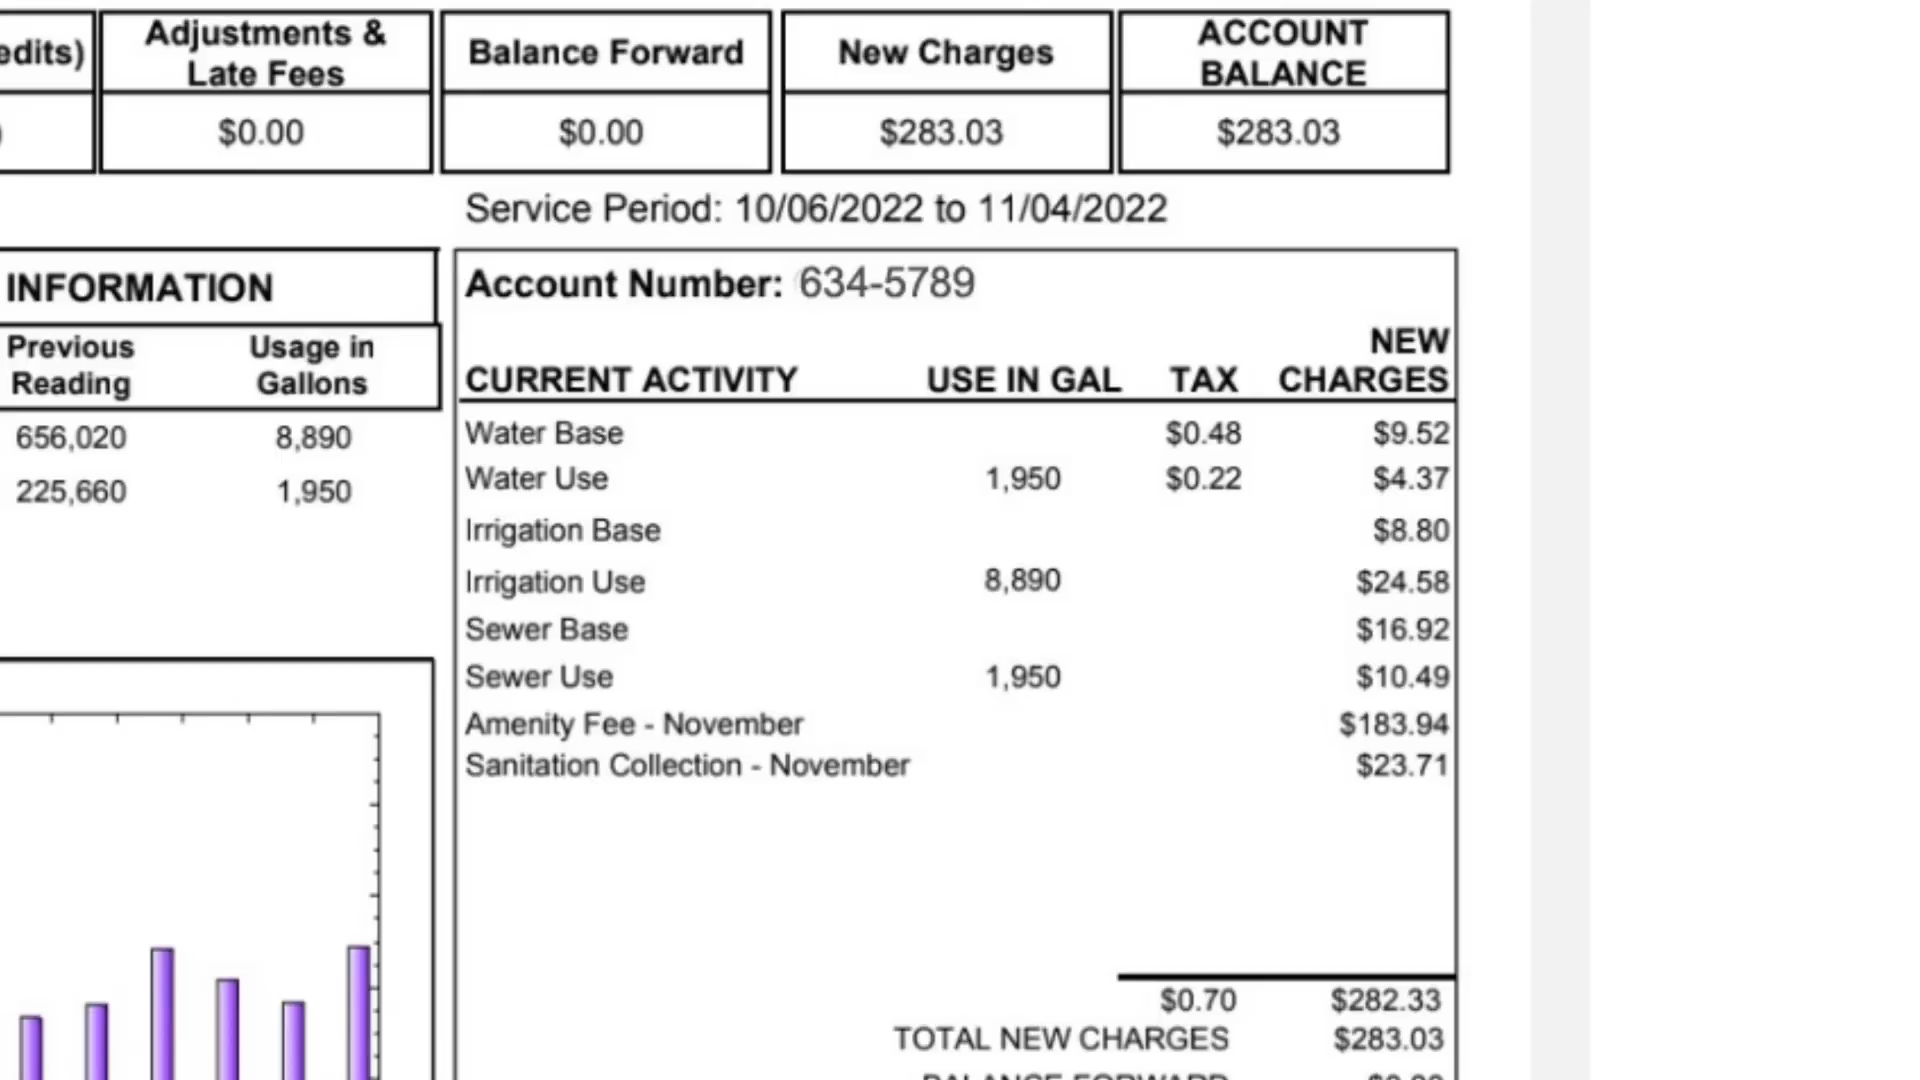 edits)
Adjustments &
Late Fees
Balance Forward
New Charges
ACCOUNT
BALANCE
)
$0.00
$0.00
$283.03
$283.03
Service Period: 10/06/2022 to 11/04/2022
INFORMATION
Previous
Reading
Usage in
Gallons
656,020 8,890
225,660 1,950
Account Number: 634-5789
NEW
CURRENT ACTIVITY USE IN GAL TAX CHARGES
Water Base $0.48 $9.52
Water Use 1,950 $0.22 $4.37
Irrigation Base $8.80
Irrigation Use 8,890 $24.58
Sewer Base $16.92
Sewer Use 1,950 $10.49
Amenity Fee - November $183.94
Sanitation Collection - November $23.71
$0.70 $282.33
TOTAL NEW CHARGES $283.03
BALANCE FORWARD